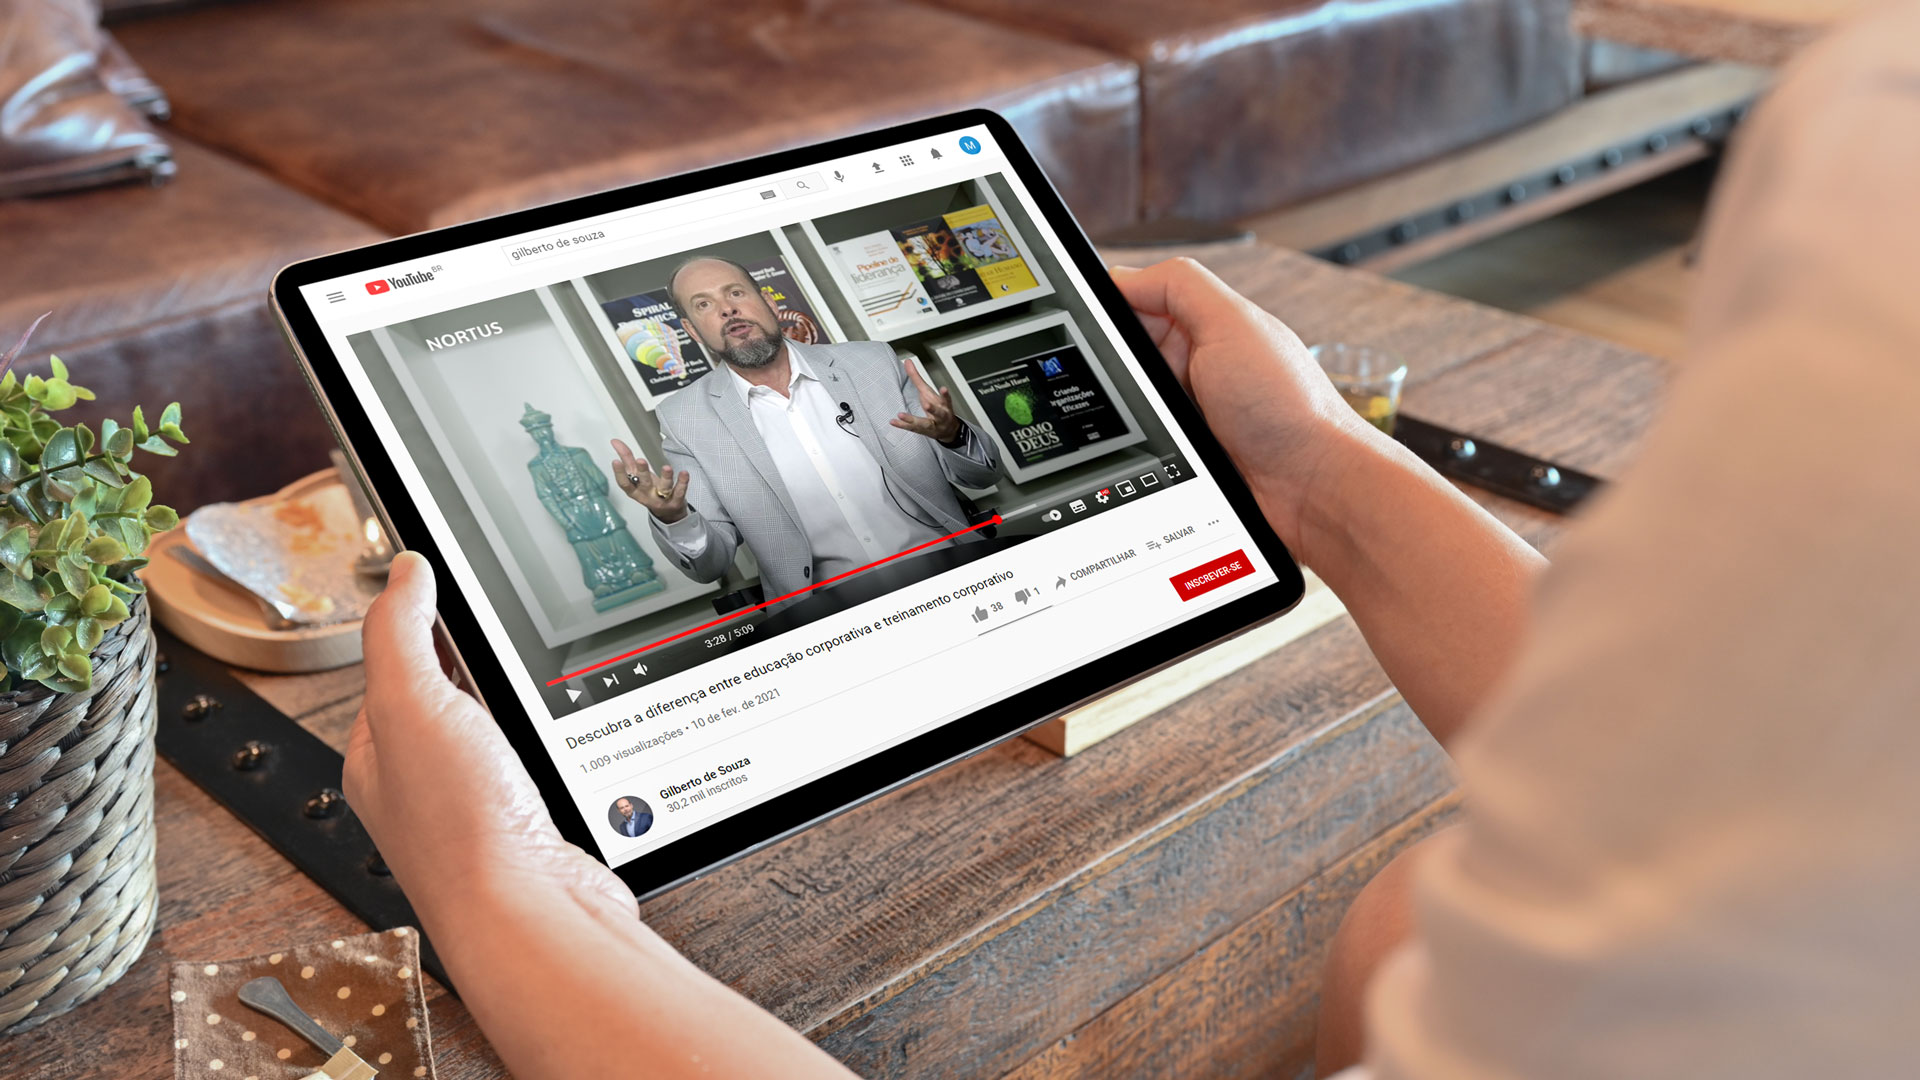 YouTube BR
gilberto de souza
M
NORTUS
SPIRAL
Pipeline de
liderança
Yuval Noah Harari
HOMO
DEUS
Criando
organizações
Eficazes
3:28 / 5:09
Descubra a diferença entre educação corporativa e treinamento corporativo
1.009 visualizações • 10 de fev. de 2021
38
1
COMPARTILHAR
SALVAR
Gilberto de Souza
30,2 mil inscritos
INSCREVER-SE